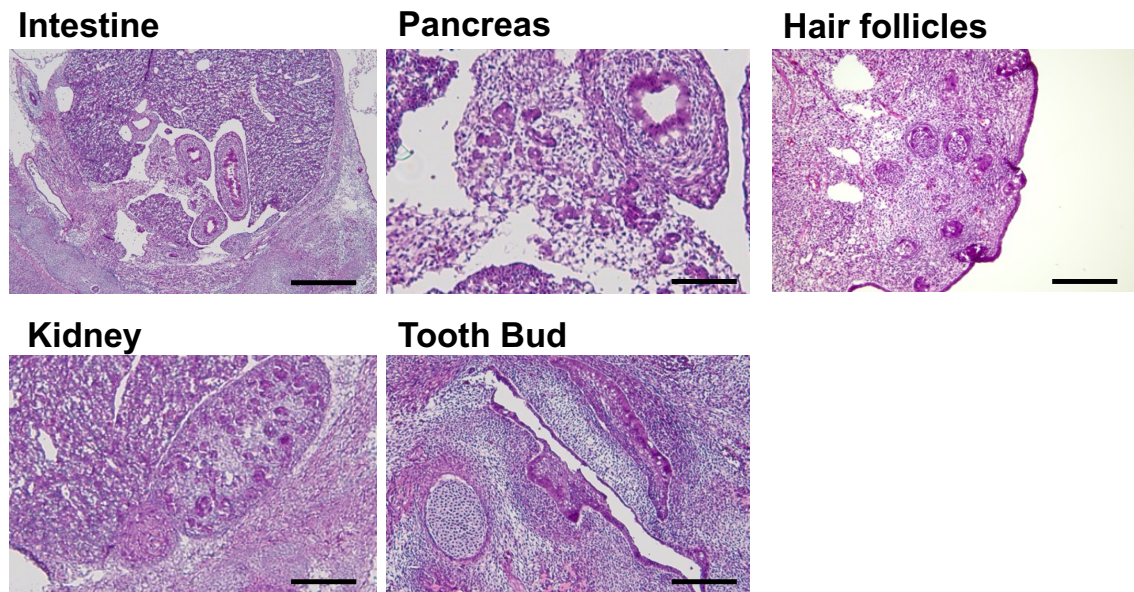 Intestine
Pancreas
Hair follicles
Kidney
Tooth Bud